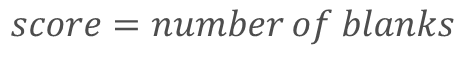 score = number of blanks